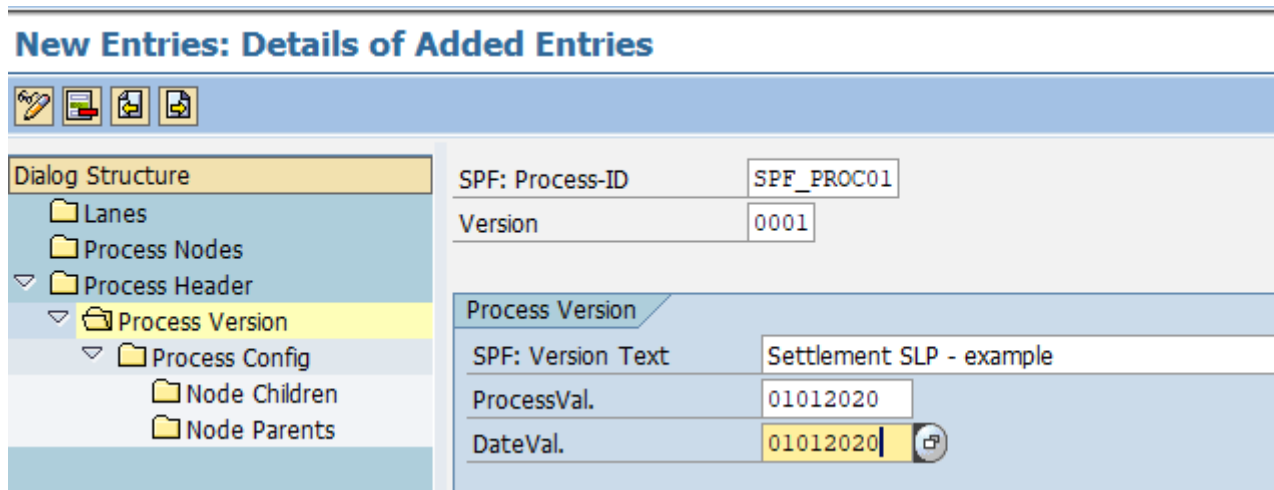 New Entries: Details of Added Entries
Dialog Structure
Lanes
Process Nodes
Process Header
Process Version
Process Config
Node Children
Node Parents
SPF: Process-ID SPF_PROC01
Version 0001
Process Version
SPF: Version Text Settlement SLP - example
ProcessVal. 01012020
DateVal. 01012020